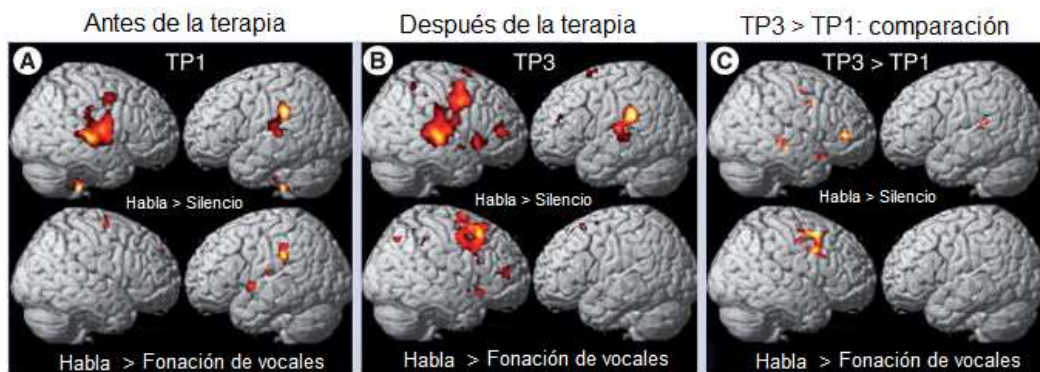 Antes de la terapia
Después de la terapia
TP3 > TP1: comparación
A
TP1
B
TP3
C
TP3 > TP1
Habla > Silencio
Habla > Silencio
Habla > Silencio
Habla > Fonación de vocales
Habla > Fonación de vocales
Habla > Fonación de vocales